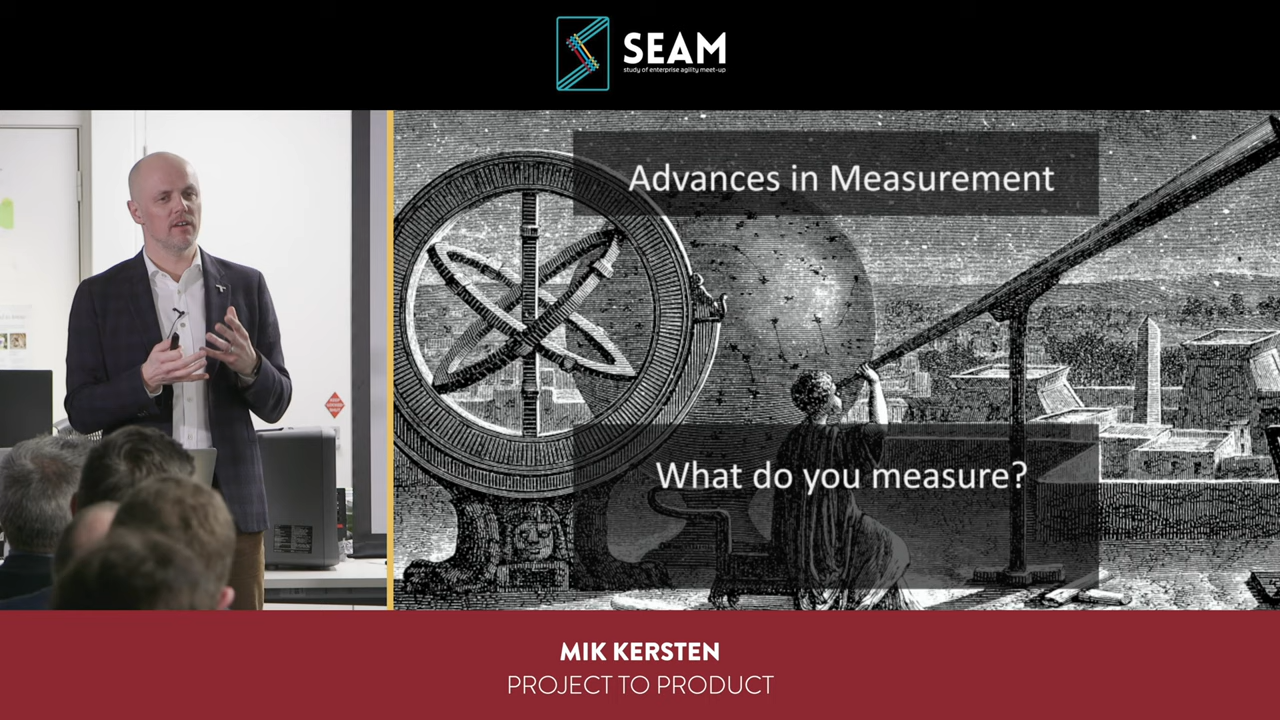 SEAM
study of enterprise agility meet-up
Advances in Measurement
What do you measure?
MIK KERSTEN
PROJECT TO PRODUCT